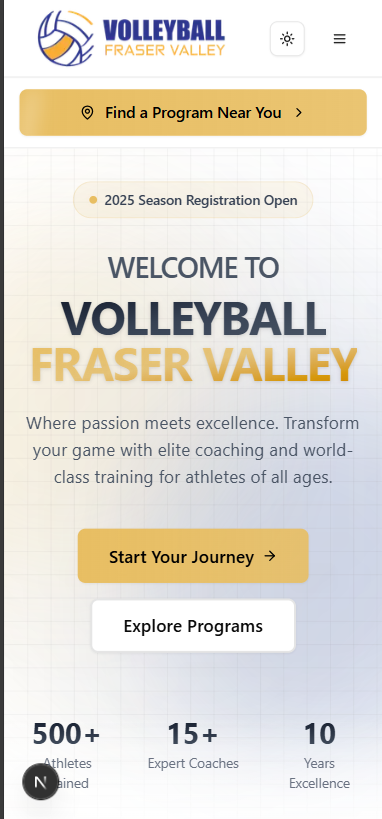 VOLLEYBALL
FRASER VALLEY
Find a Program Near You
2025 Season Registration Open
WELCOME TO
VOLLEYBALL
FRASER VALLEY
Where passion meets excellence. Transform
your game with elite coaching and world-
class training for athletes of all ages.
Start Your Journey
Explore Programs
500+
Athletes
15+
Expert Coaches
10
Years
Excellence
N